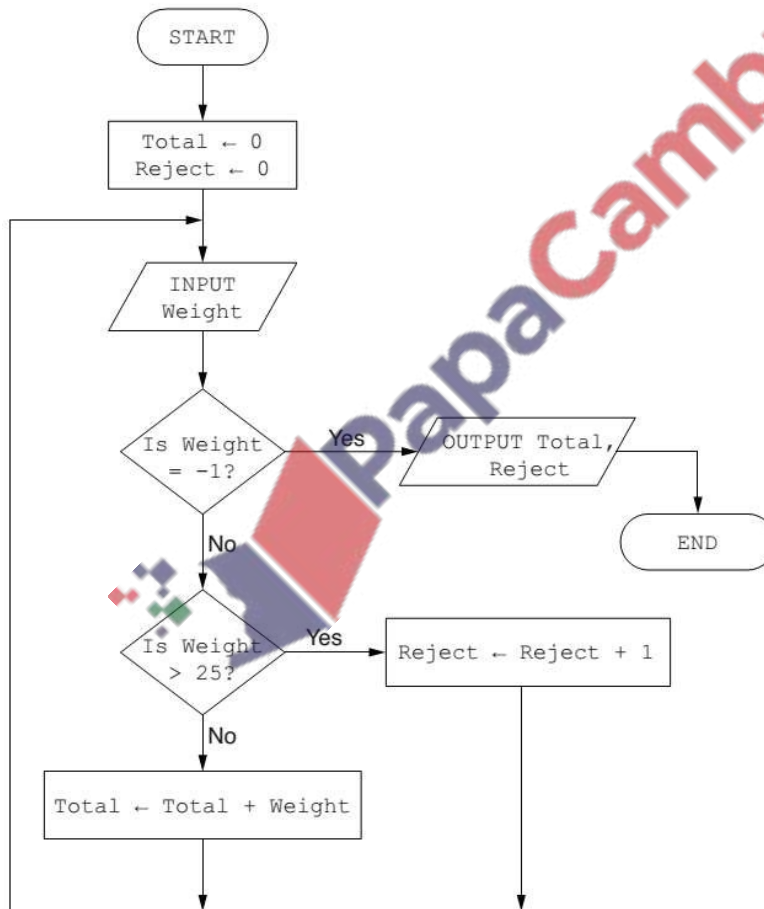 START
Total ← 0
Reject ← 0
INPUT
Weight
Is Weight
= -1?
Yes
OUTPUT Total,
Reject
END
No
Is Weight
> 25?
Yes
Reject ← Reject + 1
No
Total ← Total + Weight